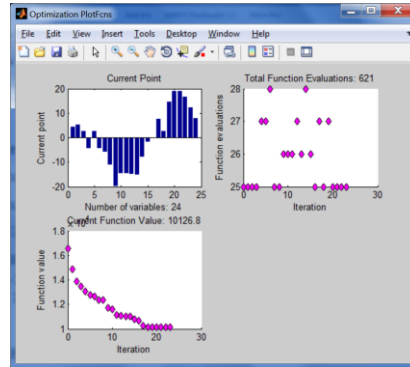 Optimization PlotFcns
File Edit View Insert Tools Desktop Window Help
Current Point
20
10
0
-10
-20
Current point
0 5 10 15 20 25
Number of variables: 24
Total Function Evaluations: 621
28
27
26
25
Function evaluations
0 10 20 30
Iteration
Current Function Value: 10126.8
1.8
1.6
1.4
1.2
1
Function value
0 10 20 30
Iteration